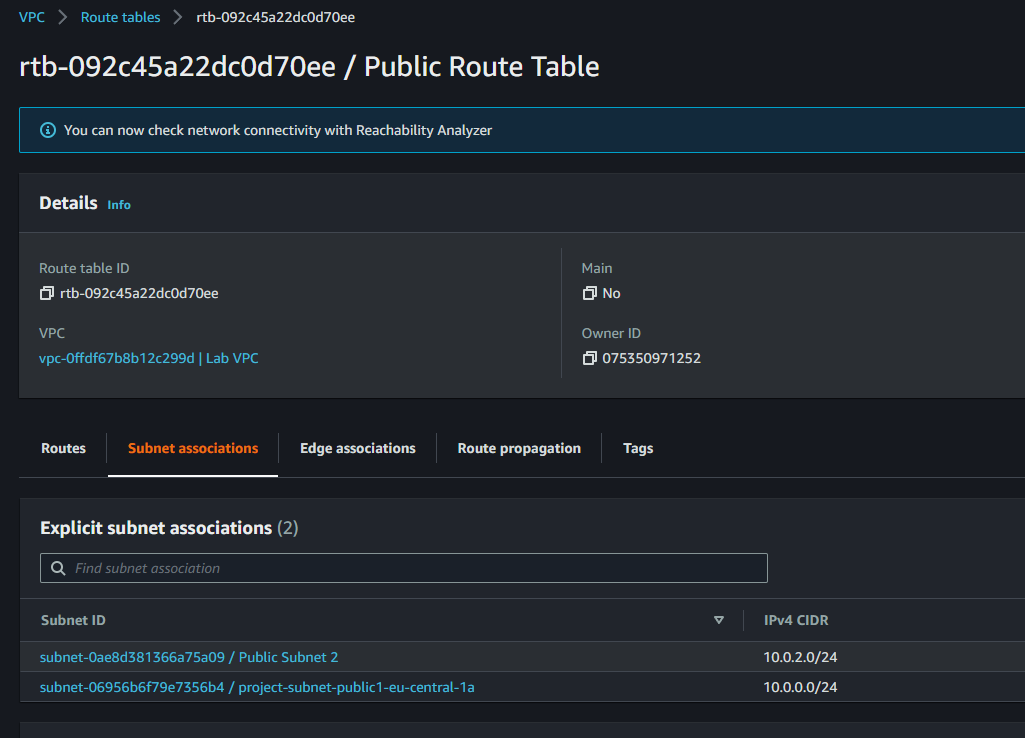 VPC > Route tables > rtb-092c45a22dc0d70ee
rtb-092c45a22dc0d70ee / Public Route Table
You can now check network connectivity with Reachability Analyzer
Details Info
Route table ID
rtb-092c45a22dc0d70ee
Main
No
VPC
vpc-0ffdf67b8b12c299d | Lab VPC
Owner ID
075350971252
Routes Subnet associations Edge associations Route propagation Tags
Explicit subnet associations (2)
Find subnet association
Subnet ID IPv4 CIDR
subnet-0ae8d381366a75a09 / Public Subnet 2 10.0.2.0/24
subnet-06956b6f79e7356b4 / project-subnet-public1-eu-central-1a 10.0.0.0/24